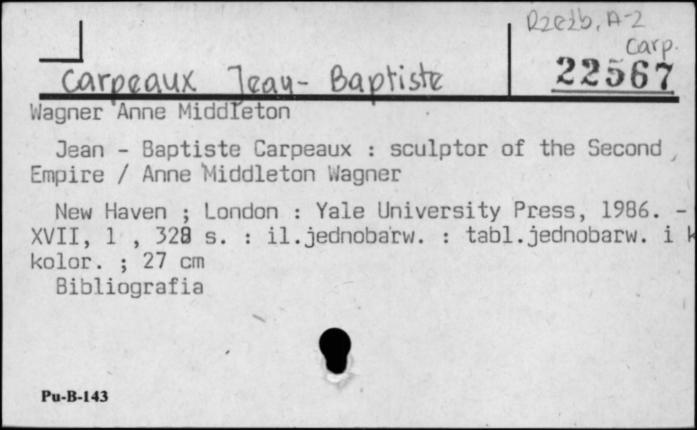 Rzeźb. A-2
Carp.
22567
Carpeaux Jean-Baptiste
Wagner Anne Middleton
Jean - Baptiste Carpeaux : sculptor of the Second
Empire / Anne Middleton Wagner
New Haven ; London : Yale University Press, 1986. -
XVII, 1 , 328 s. : il.jednobarw. : tabl.jednobarw. i k
kolor. ; 27 cm
Bibliografia
Pu-B-143